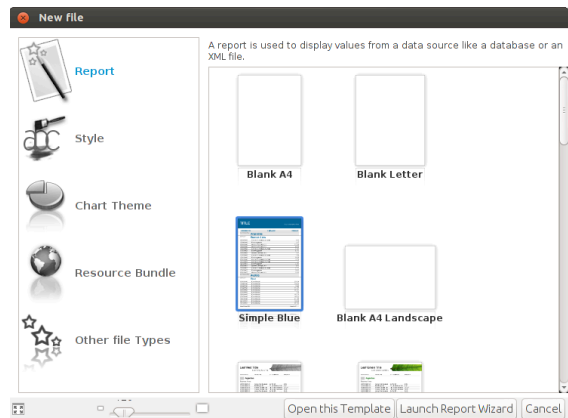 New file
A report is used to display values from a data source like a database or an
XML file.
Report
Style
Chart Theme
Resource Bundle
Other file Types
Blank A4
Blank Letter
Simple Blue
Blank A4 Landscape
Open this Template
Launch Report Wizard
Cancel